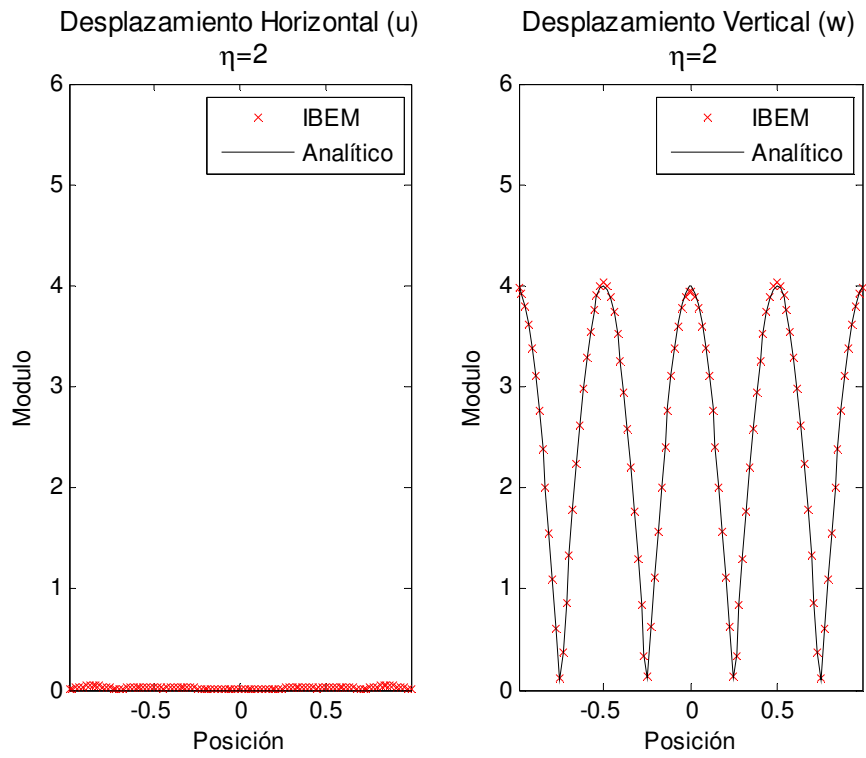 Desplazamiento Horizontal (u)
η=2
6
5
4
3
2
1
0
Modulo
IBEM
Analítico
-0.5
0
0.5
Posición
Desplazamiento Vertical (w)
η=2
6
5
4
3
2
1
0
Modulo
IBEM
Analítico
-0.5
0
0.5
Posición